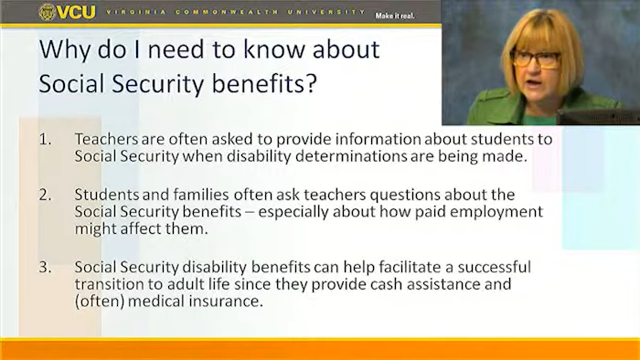 VCU VIRGINIA COMMONWEALTH UNIVERSITY Make it real.
Why do I need to know about
Social Security benefits?
1. Teachers are often asked to provide information about students to
Social Security when disability determinations are being made.
2. Students and families often ask teachers questions about the
Social Security benefits – especially about how paid employment
might affect them.
3. Social Security disability benefits can help facilitate a successful
transition to adult life since they provide cash assistance and
(often) medical insurance.